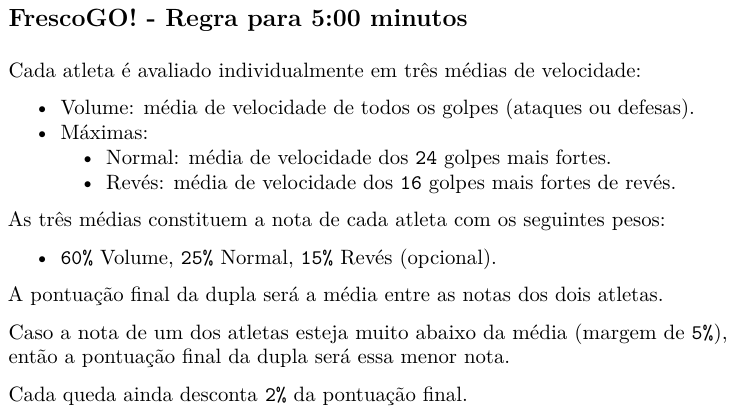 FrescoGO! - Regra para 5:00 minutos
Cada atleta é avaliado individualmente em três médias de velocidade:
• Volume: média de velocidade de todos os golpes (ataques ou defesas).
• Máximas:
• Normal: média de velocidade dos 24 golpes mais fortes.
• Revés: média de velocidade dos 16 golpes mais fortes de revés.
As três médias constituem a nota de cada atleta com os seguintes pesos:
• 60% Volume, 25% Normal, 15% Revés (opcional).
A pontuação final da dupla será a média entre as notas dos dois atletas.
Caso a nota de um dos atletas esteja muito abaixo da média (margem de 5%),
então a pontuação final da dupla será essa menor nota.
Cada queda ainda desconta 2% da pontuação final.